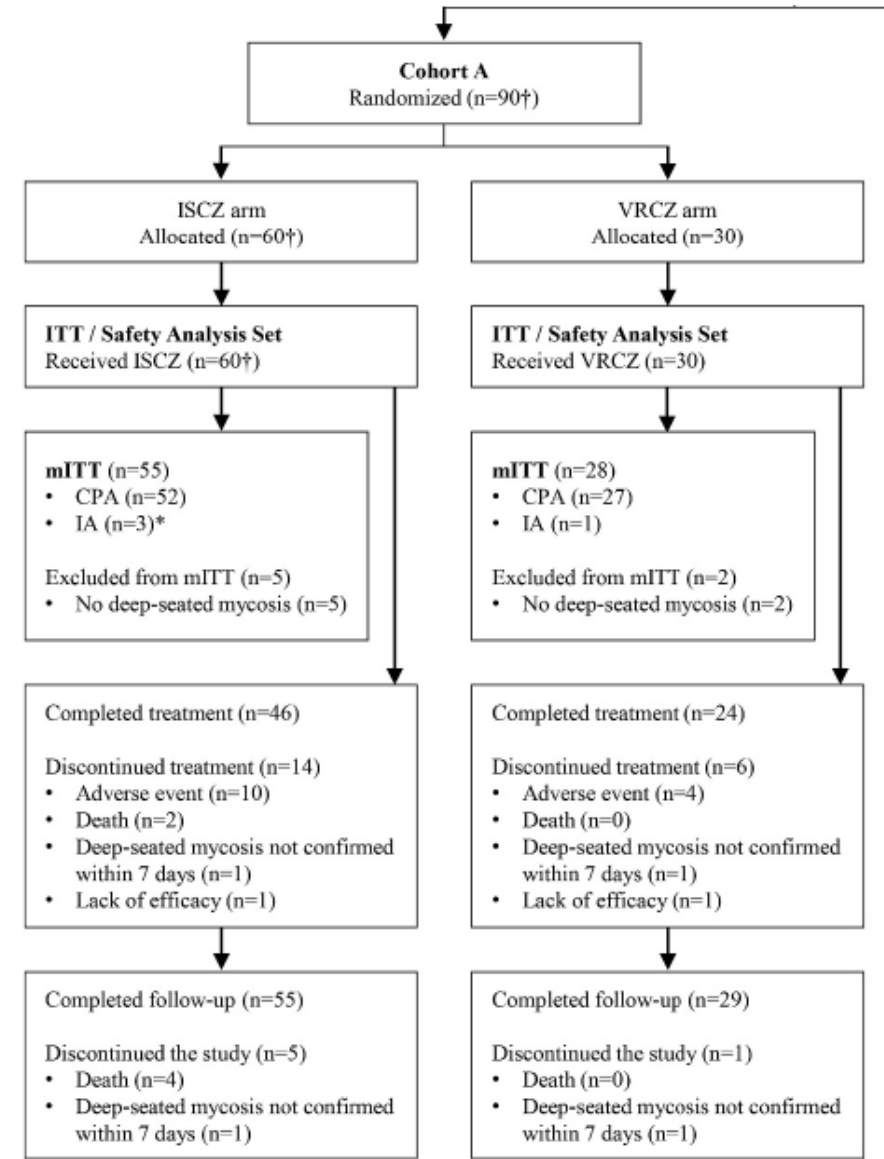 Cohort A
Randomized (n=90†)
ISCZ arm
Allocated (n=60†)
VRCZ arm
Allocated (n=30)
ITT / Safety Analysis Set
Received ISCZ (n=60†)
ITT / Safety Analysis Set
Received VRCZ (n=30)
mITT (n=55)
• CPA (n=52)
• IA (n=3)*
Excluded from mITT (n=5)
• No deep-seated mycosis (n=5)
mITT (n=28)
• CPA (n=27)
• IA (n=1)
Excluded from mITT (n=2)
• No deep-seated mycosis (n=2)
Completed treatment (n=46)
Discontinued treatment (n=14)
• Adverse event (n=10)
• Death (n=2)
• Deep-seated mycosis not confirmed
within 7 days (n=1)
• Lack of efficacy (n=1)
Completed treatment (n=24)
Discontinued treatment (n=6)
• Adverse event (n=4)
• Death (n=0)
• Deep-seated mycosis not confirmed
within 7 days (n=1)
• Lack of efficacy (n=1)
Completed follow-up (n=55)
Discontinued the study (n=5)
• Death (n=4)
• Deep-seated mycosis not confirmed
within 7 days (n=1)
Completed follow-up (n=29)
Discontinued the study (n=1)
• Death (n=0)
• Deep-seated mycosis not confirmed
within 7 days (n=1)